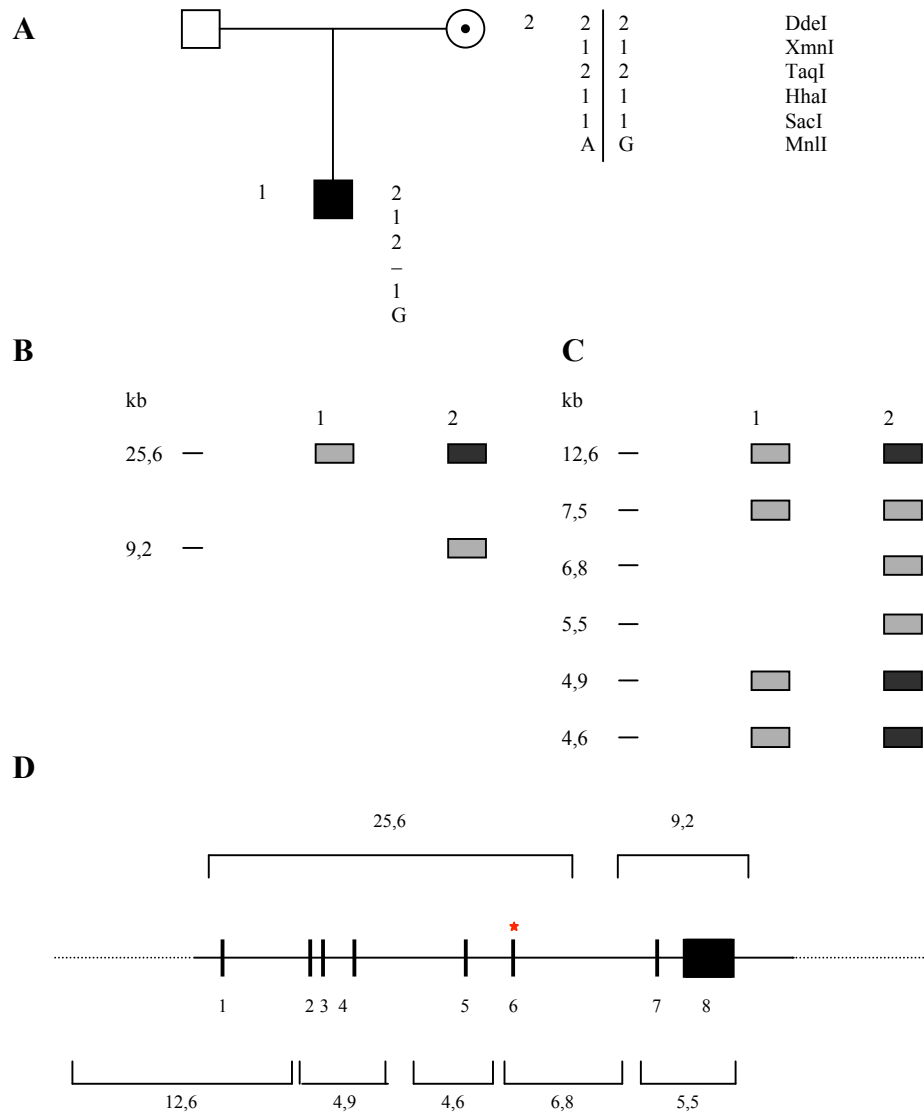 A
2 2 2 DdeI
1 1 XmnI
2 2 TaqI
1 1 HhaI
1 1 SacI
A G MnlI
1 2
1
2
–
1
G
B
kb
1 2
25,6 —
9,2 —
C
kb
1 2
12,6 —
7,5 —
6,8 —
5,5 —
4,9 —
4,6 —
D
25,6 9,2
1 2 3 4 5 6 7 8
12,6 4,9 4,6 6,8 5,5